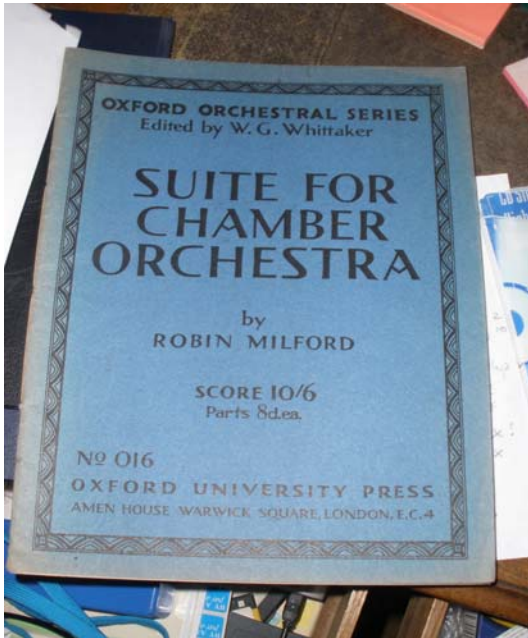 OXFORD ORCHESTRAL SERIES
Edited by W. G. Whittaker
SUITE FOR
CHAMBER
ORCHESTRA
by
ROBIN MILFORD
SCORE 10/6
Parts 8d.ea.
Nº 016
OXFORD UNIVERSITY PRESS
AMEN HOUSE WARWICK SQUARE, LONDON, E.C.4